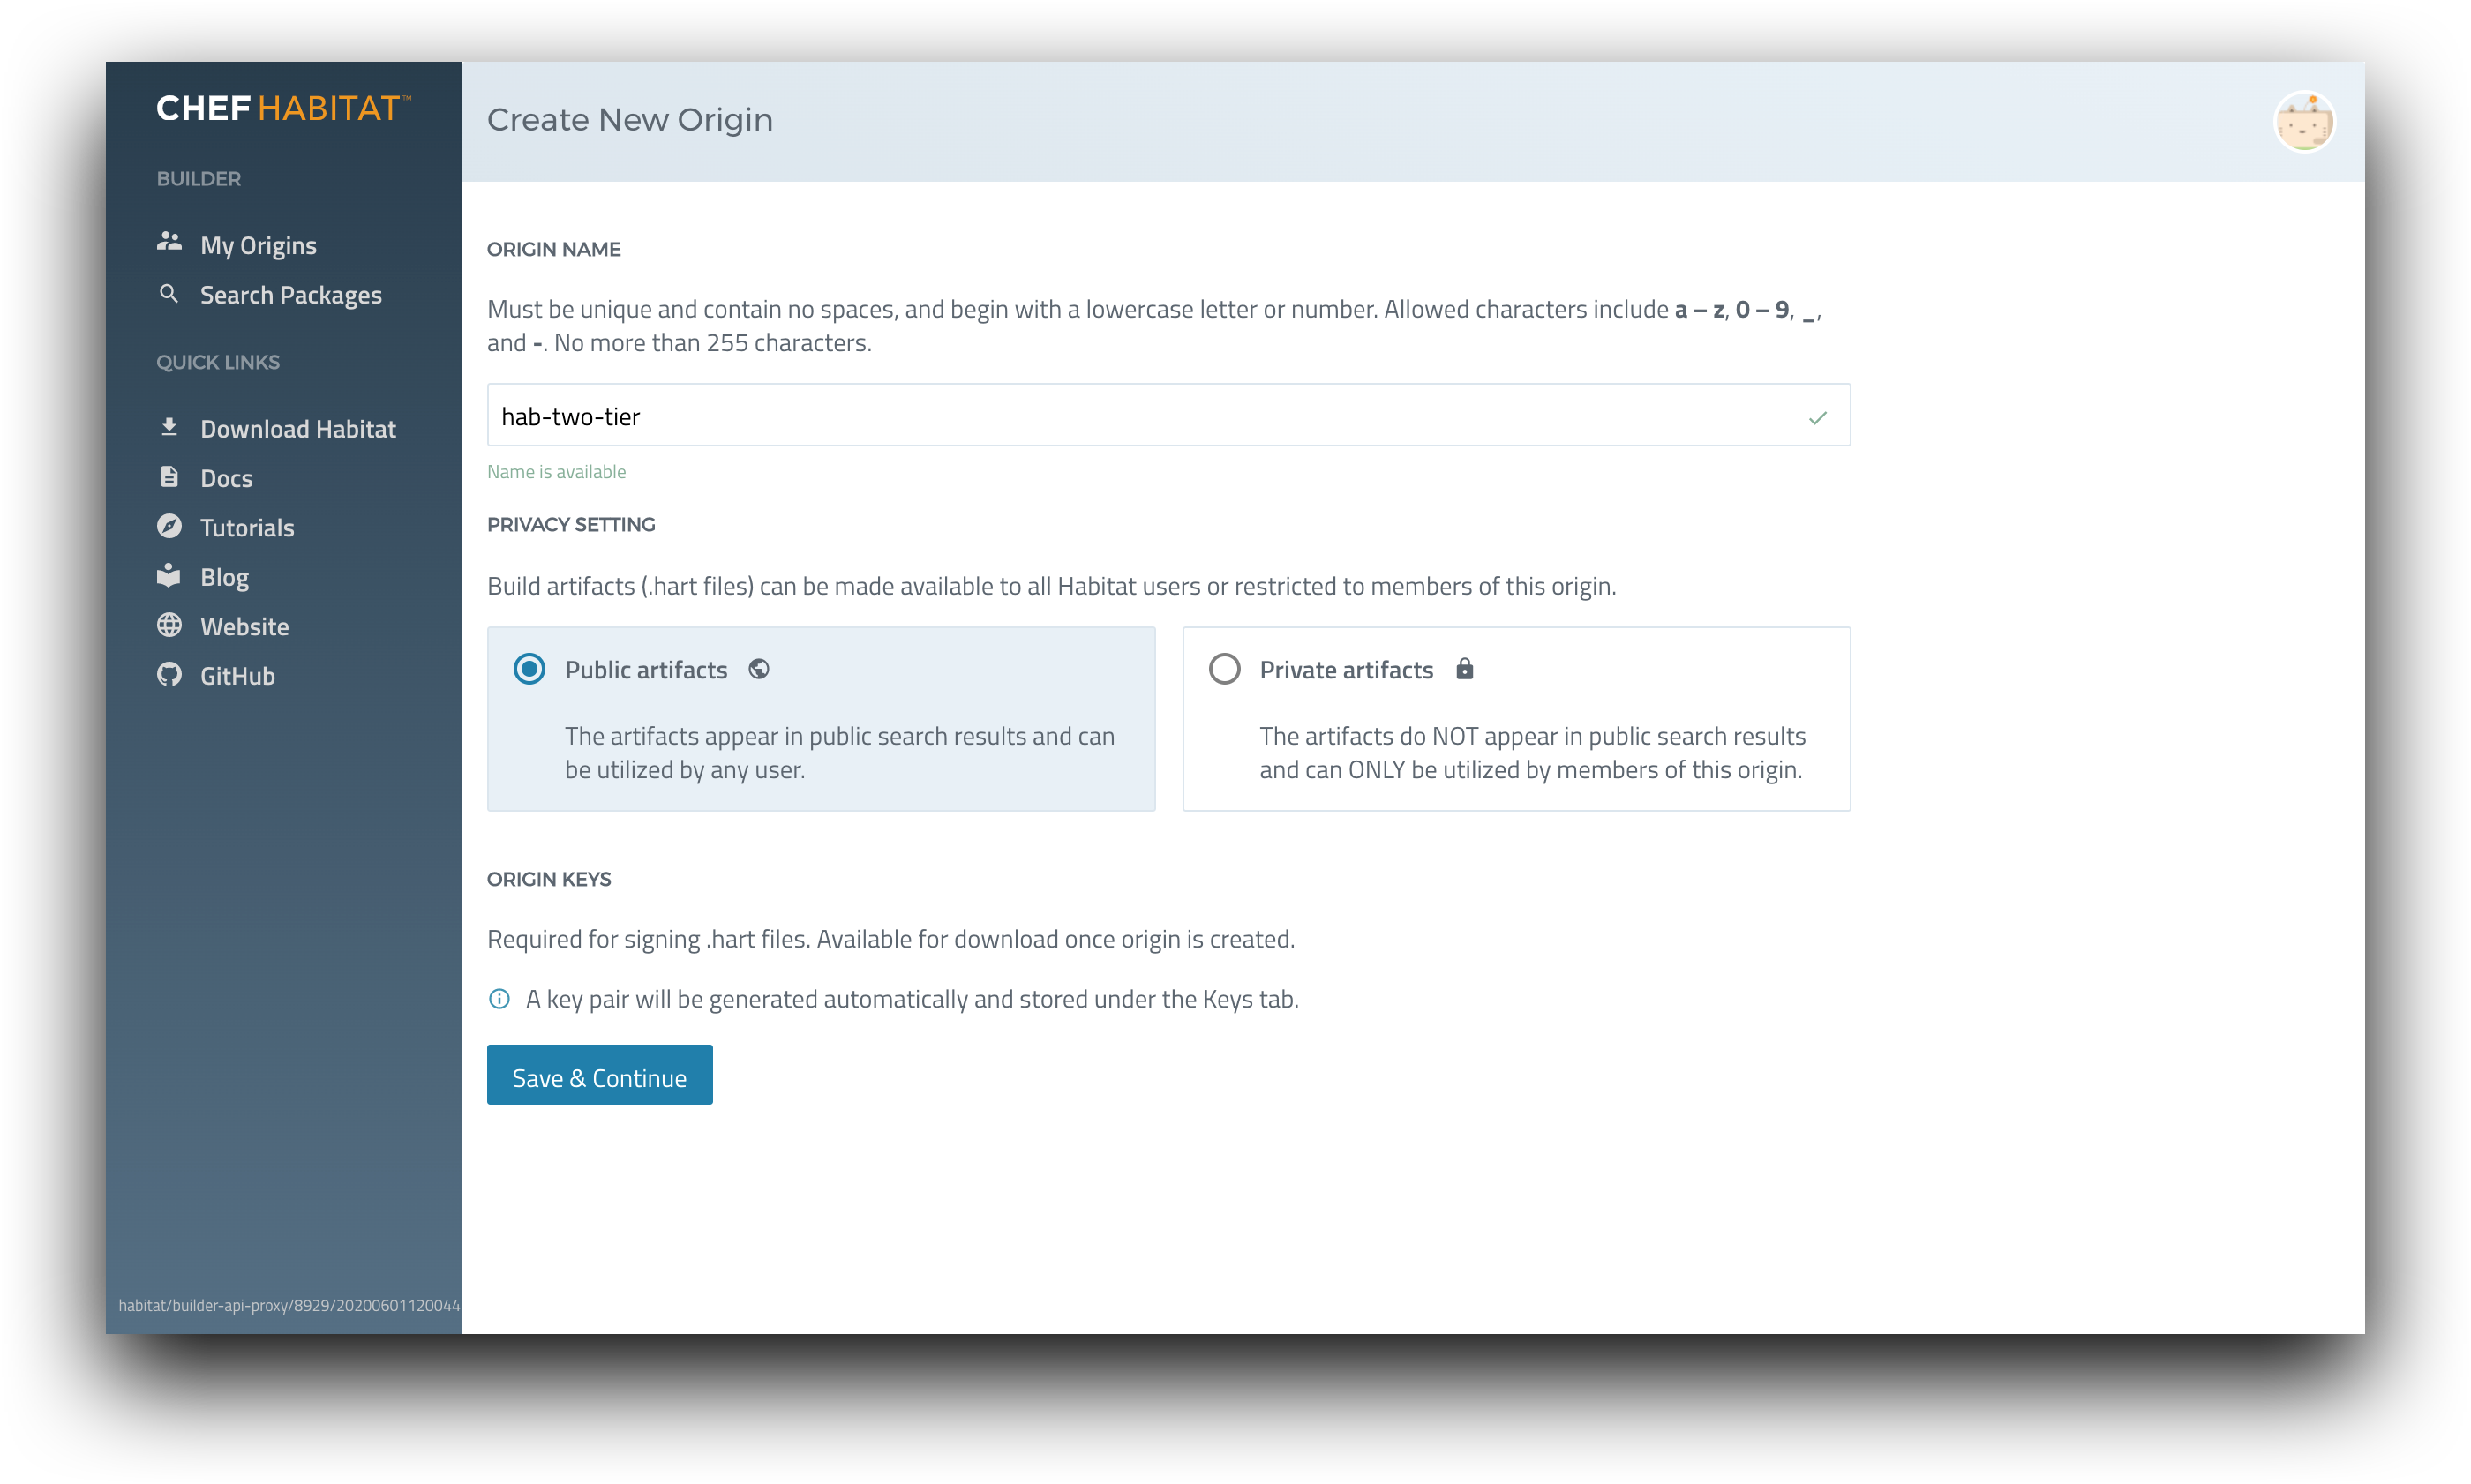 CHEF HABITAT™
BUILDER
My Origins
Search Packages
QUICK LINKS
Download Habitat
Docs
Tutorials
Blog
Website
GitHub
habitat/builder-api-proxy/8929/20200601120044
Create New Origin
ORIGIN NAME
Must be unique and contain no spaces, and begin with a lowercase letter or number. Allowed characters include a – z, 0 – 9, _,
and -. No more than 255 characters.
hab-two-tier
Name is available
PRIVACY SETTING
Build artifacts (.hart files) can be made available to all Habitat users or restricted to members of this origin.
Public artifacts
The artifacts appear in public search results and can
be utilized by any user.
Private artifacts
The artifacts do NOT appear in public search results
and can ONLY be utilized by members of this origin.
ORIGIN KEYS
Required for signing .hart files. Available for download once origin is created.
A key pair will be generated automatically and stored under the Keys tab.
Save & Continue